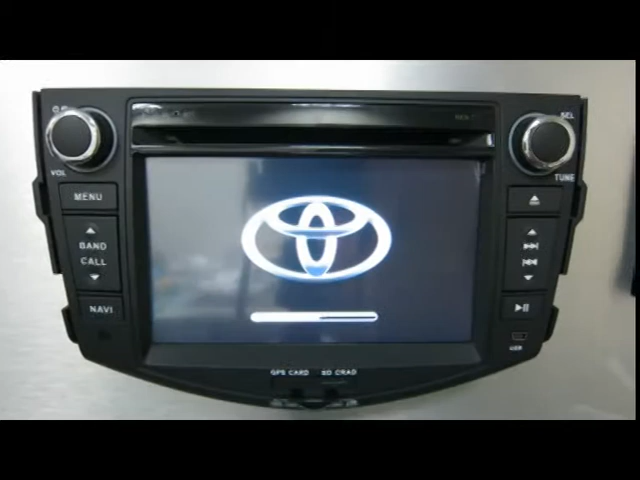 SEL
VOL
TUNE
MENU
BAND
CALL
NAVI
USB
GPS CARD SD CRAD